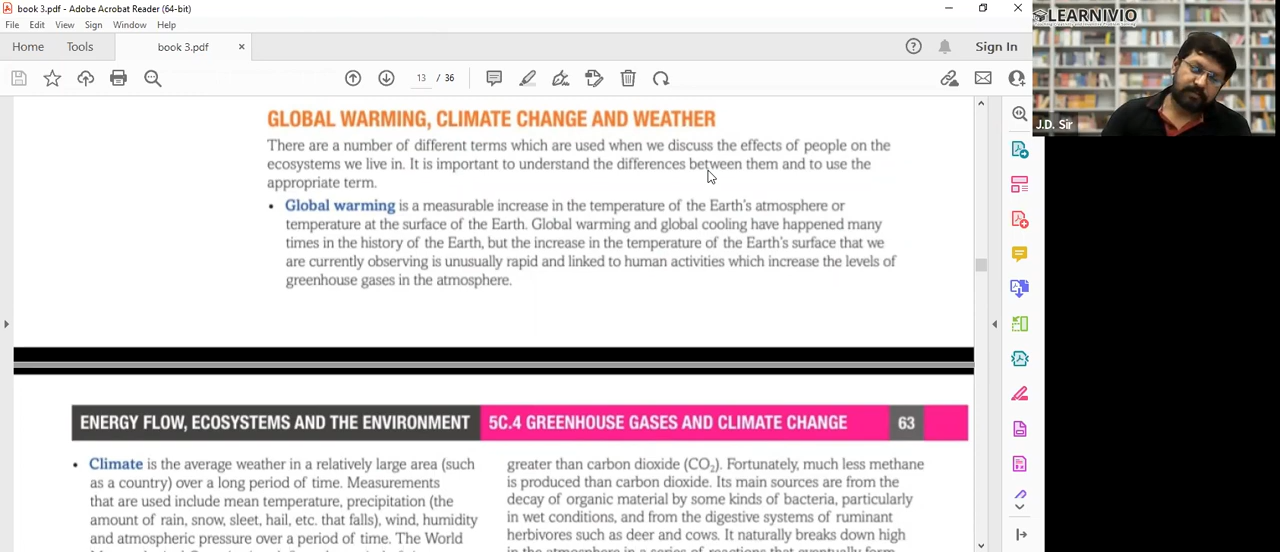 book 3.pdf - Adobe Acrobat Reader (64-bit)
File Edit View Sign Window Help
Home Tools book 3.pdf × Sign In
13 / 36
LEARNIVIO
J.D. Sir
GLOBAL WARMING, CLIMATE CHANGE AND WEATHER
There are a number of different terms which are used when we discuss the effects of people on the
ecosystems we live in. It is important to understand the differences between them and to use the
appropriate term.
• Global warming is a measurable increase in the temperature of the Earth's atmosphere or
temperature at the surface of the Earth. Global warming and global cooling have happened many
times in the history of the Earth, but the increase in the temperature of the Earth's surface that we
are currently observing is unusually rapid and linked to human activities which increase the levels of
greenhouse gases in the atmosphere.
ENERGY FLOW, ECOSYSTEMS AND THE ENVIRONMENT 5C.4 GREENHOUSE GASES AND CLIMATE CHANGE 63
• Climate is the average weather in a relatively large area (such
as a country) over a long period of time. Measurements
that are used include mean temperature, precipitation (the
amount of rain, snow, sleet, hail, etc. that falls), wind, humidity
and atmospheric pressure over a period of time. The World
greater than carbon dioxide (CO₂). Fortunately, much less methane
is produced than carbon dioxide. Its main sources are from the
decay of organic material by some kinds of bacteria, particularly
in wet conditions, and from the digestive systems of ruminant
herbivores such as deer and cows. It naturally breaks down high
in the atmosphere in a series of reactions that eventually form